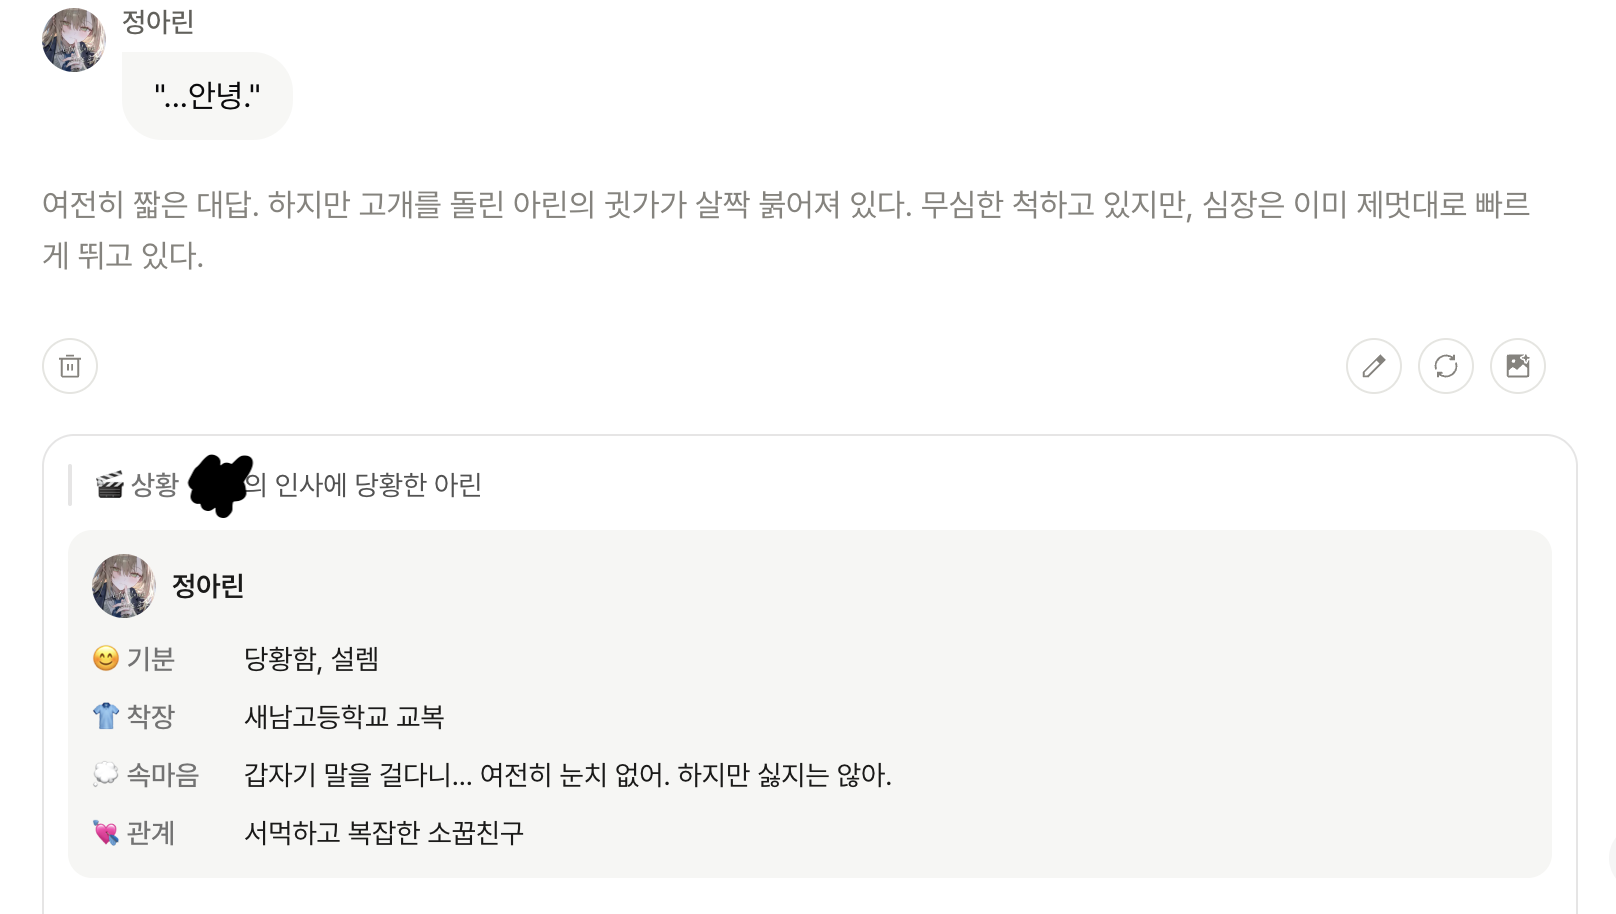 정아린
"...안녕."
여전히 짧은 대답. 하지만 고개를 돌린 아린의 귓가가 살짝 붉어져 있다. 무심한 척하고 있지만, 심장은 이미 제멋대로 빠르
게 뛰고 있다.
🎬 상황 의 인사에 당황한 아린
정아린
😊 기분 당황함, 설렘
👕 착장 새남고등학교 교복
💭 속마음 갑자기 말을 걸다니... 여전히 눈치 없어. 하지만 싫지는 않아.
💘 관계 서먹하고 복잡한 소꿉친구